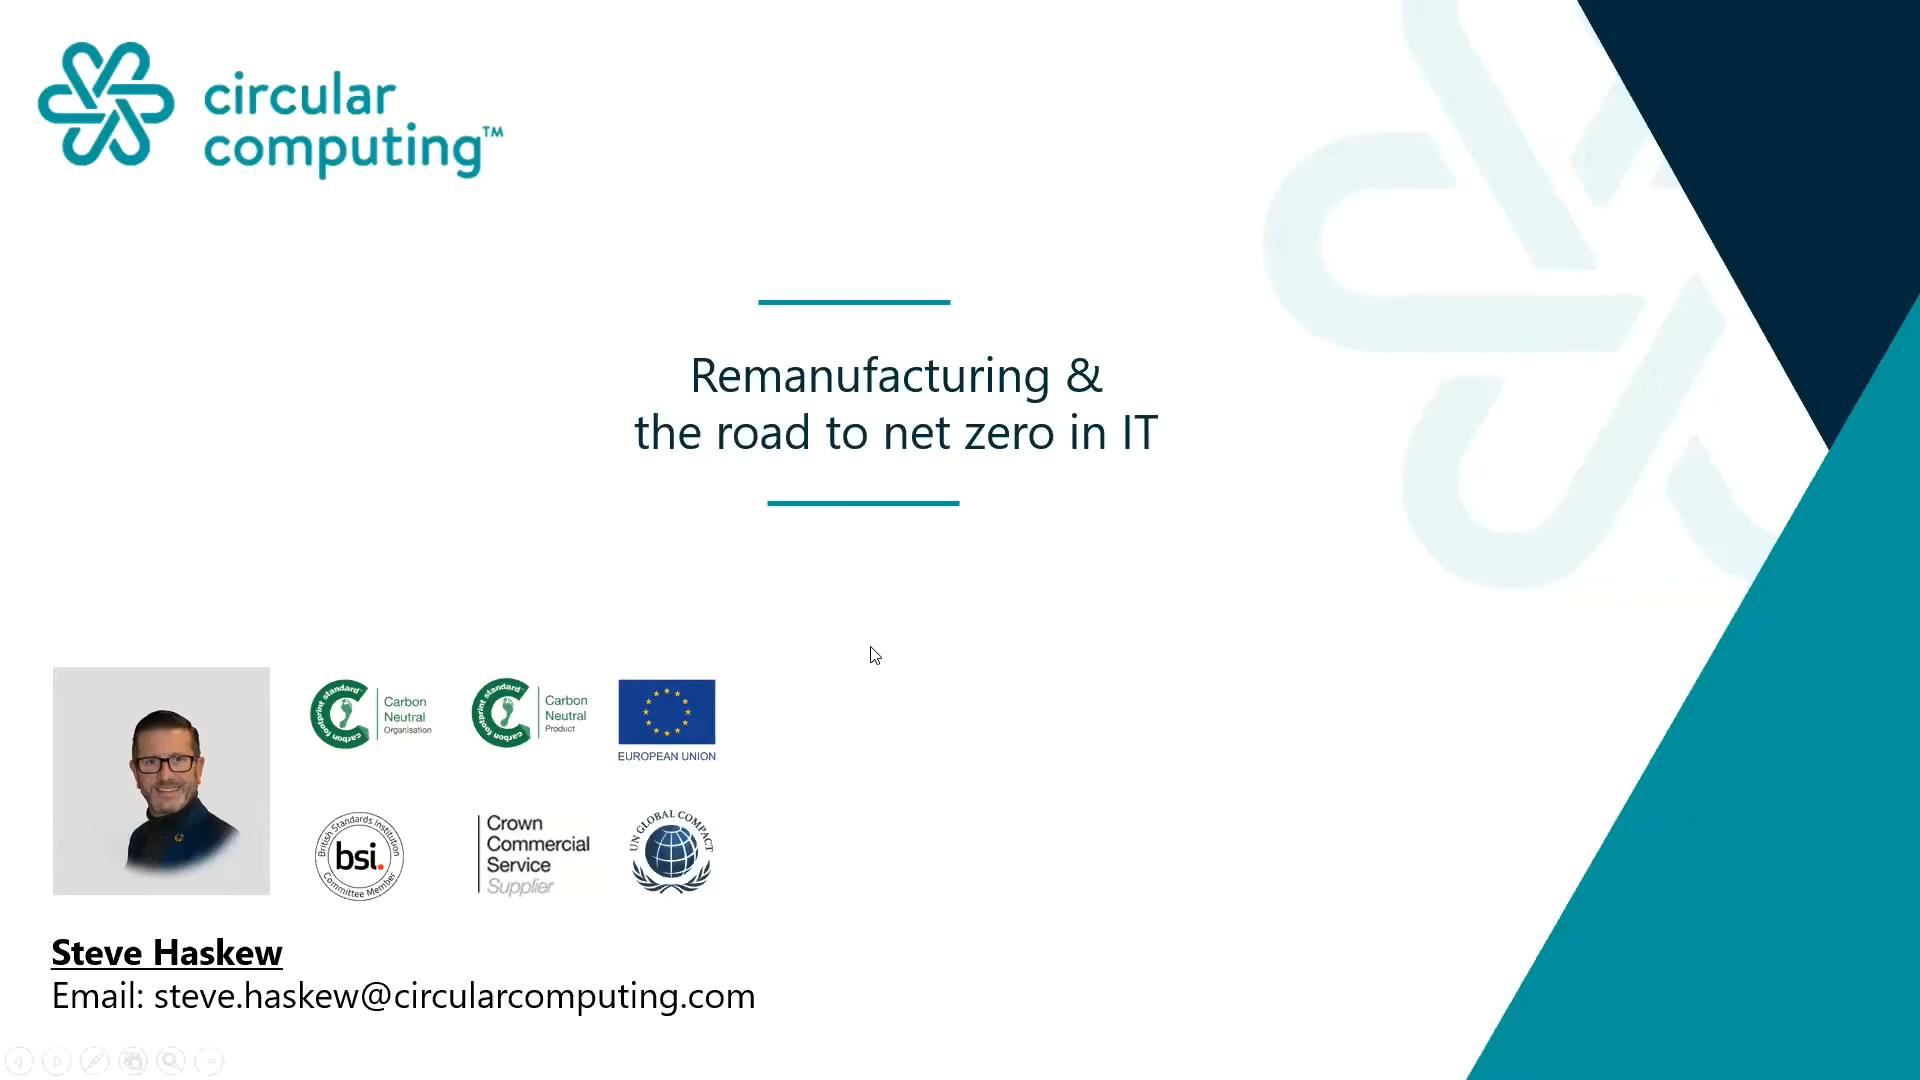 circular
computing™
Remanufacturing &
the road to net zero in IT
carbon footprint standard
Carbon
Neutral
Organisation
carbon footprint standard
Carbon
Neutral
Product
EUROPEAN UNION
British Standards Institution
bsi.
Committee Member
Crown
Commercial
Service
Supplier
UN GLOBAL COMPACT
Steve Haskew
Email: steve.haskew@circularcomputing.com